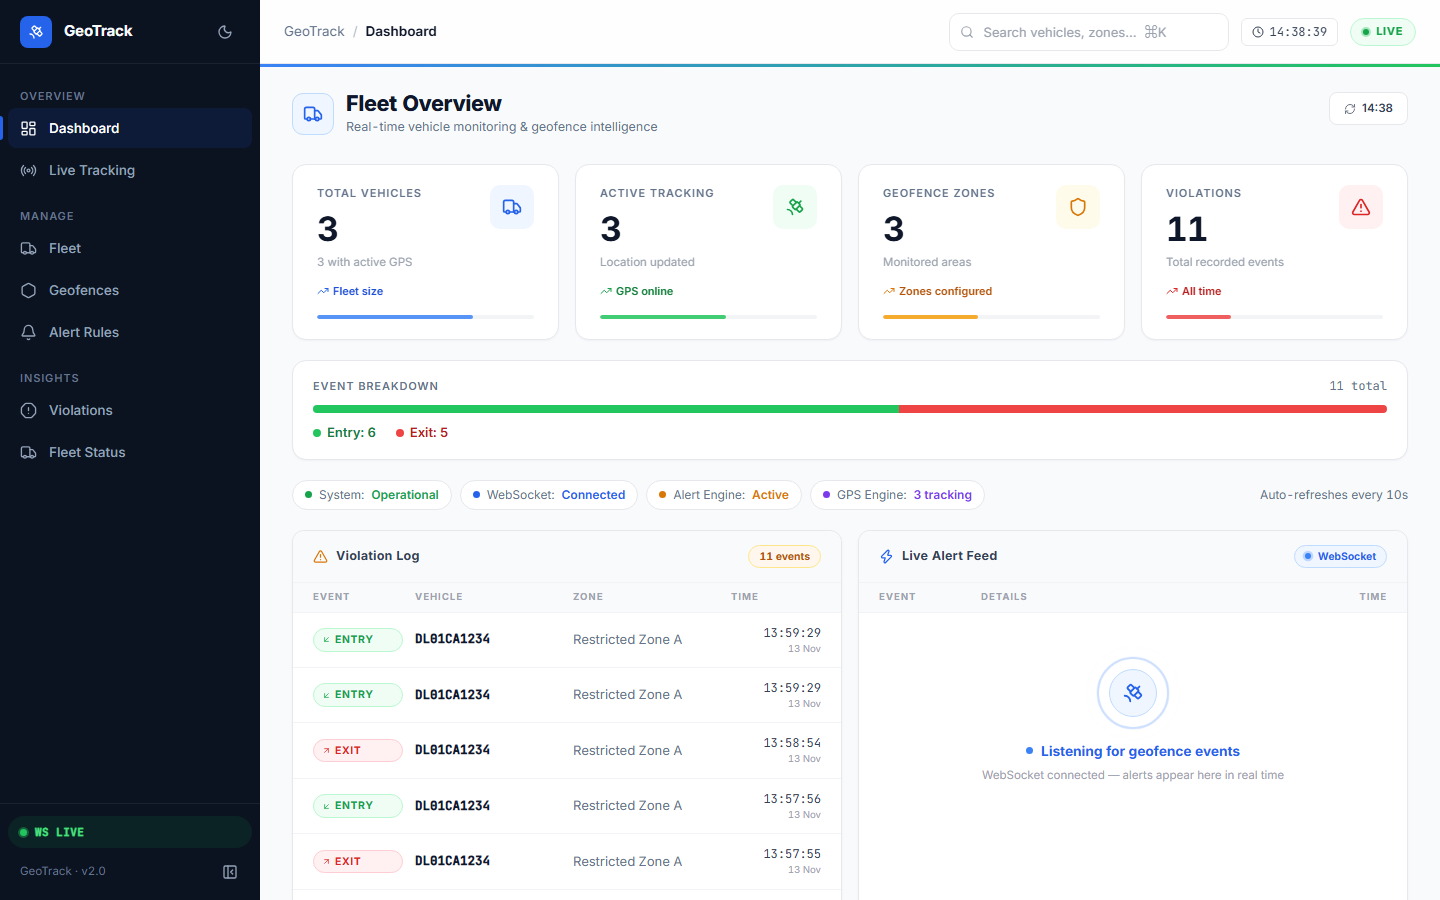 GeoTrack
OVERVIEW
Dashboard
Live Tracking
MANAGE
Fleet
Geofences
Alert Rules
INSIGHTS
Violations
Fleet Status
WS LIVE
GeoTrack · v2.0
GeoTrack / Dashboard
Search vehicles, zones... ⌘K
14:38:39
LIVE
Fleet Overview
Real-time vehicle monitoring & geofence intelligence
14:38
TOTAL VEHICLES
3
3 with active GPS
Fleet size
ACTIVE TRACKING
3
Location updated
GPS online
GEOFENCE ZONES
3
Monitored areas
Zones configured
VIOLATIONS
11
Total recorded events
All time
EVENT BREAKDOWN
11 total
Entry: 6 Exit: 5
System: Operational
WebSocket: Connected
Alert Engine: Active
GPS Engine: 3 tracking
Auto-refreshes every 10s
Violation Log
11 events
EVENT VEHICLE ZONE TIME
ENTRY DL01CA1234 Restricted Zone A 13:59:29
13 Nov
ENTRY DL01CA1234 Restricted Zone A 13:59:29
13 Nov
EXIT DL01CA1234 Restricted Zone A 13:58:54
13 Nov
ENTRY DL01CA1234 Restricted Zone A 13:57:56
13 Nov
EXIT DL01CA1234 Restricted Zone A 13:57:55
13 Nov
Live Alert Feed
WebSocket
EVENT DETAILS TIME
Listening for geofence events
WebSocket connected — alerts appear here in real time